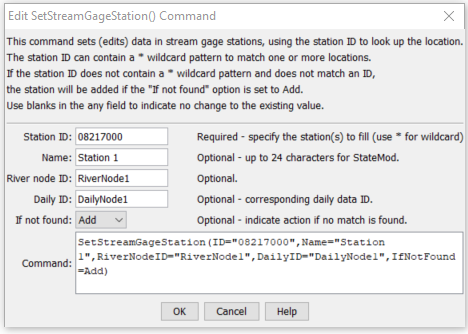 Edit SetStreamGageStation() Command
This command sets (edits) data in stream gage stations, using the station ID to look up the location.
The station ID can contain a * wildcard pattern to match one or more locations.
If the station ID does not contain a * wildcard pattern and does not match an ID,
the station will be added if the "If not found" option is set to Add.
Use blanks in the any field to indicate no change to the existing value.
Station ID: 08217000 Required - specify the station(s) to fill (use * for wildcard)
Name: Station 1 Optional - up to 24 characters for StateMod.
River node ID: RiverNode1 Optional.
Daily ID: DailyNode1 Optional - corresponding daily data ID.
If not found: Add Optional - indicate action if no match is found.
SetStreamGageStation(ID="08217000",Name="Station
1",RiverNodeID="RiverNode1",DailyID="DailyNode1",IfNotFound
Command: =Add)
OK Cancel Help